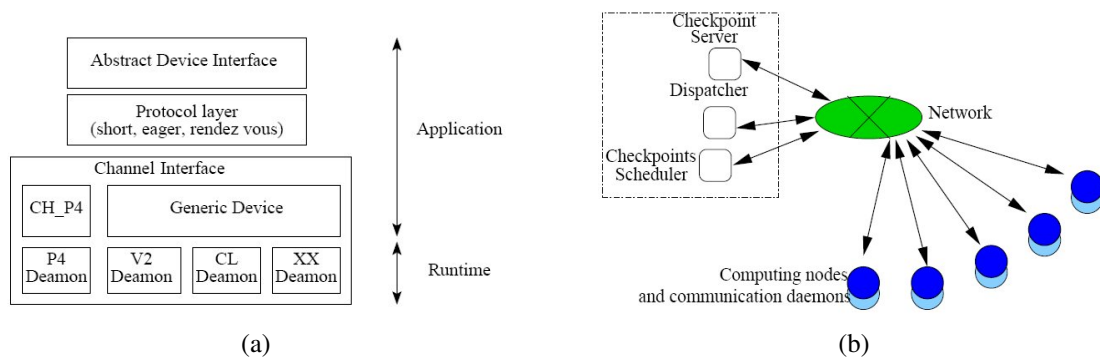 Abstract Device Interface
Protocol layer
(short, eager, rendez vous)
Channel Interface
CH_P4
Generic Device
P4
Deamon
V2
Deamon
CL
Deamon
XX
Deamon
Application
Runtime
(a)
Checkpoint
Server
Dispatcher
Checkpoints
Scheduler
Network
Computing nodes
and communication daemons
(b)